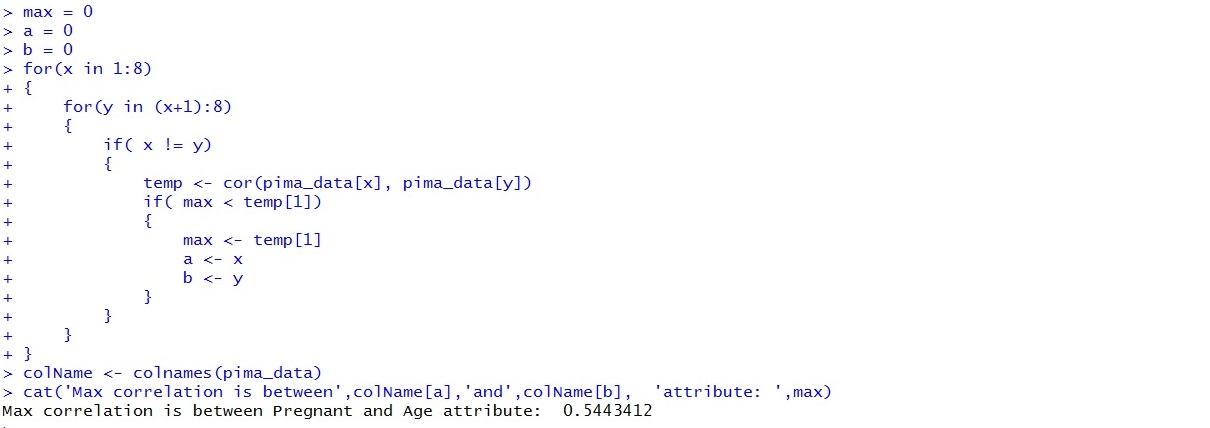 > max = 0
> a = 0
> b = 0
> for(x in 1:8)
+ {
+     for(y in (x+1):8)
+     {
+         if( x != y)
+         {
+             temp <- cor(pima_data[x], pima_data[y])
+             if( max < temp[1])
+             {
+                 max <- temp[1]
+                 a <- x
+                 b <- y
+             }
+         }
+     }
+ }
> colName <- colnames(pima_data)
> cat('Max correlation is between',colName[a],'and',colName[b],  'attribute: ',max)
Max correlation is between Pregnant and Age attribute:  0.5443412